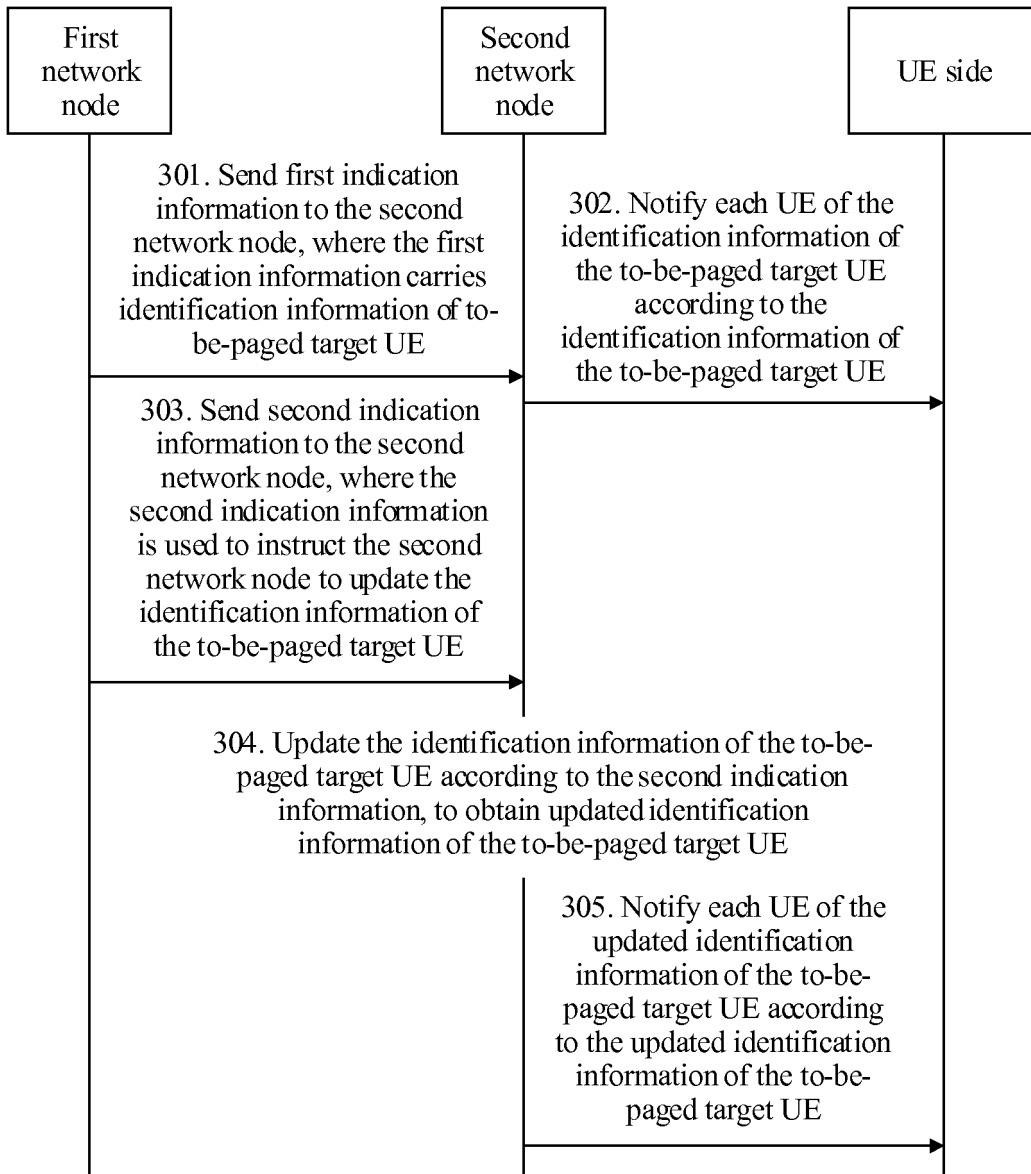 First
network
node
Second
network
node
UE side
301. Send first indication
information to the second
network node, where the first
indication information carries
identification information of to-
be-paged target UE
302. Notify each UE of the
identification information of
the to-be-paged target UE
according to the
identification information of
the to-be-paged target UE
303. Send second indication
information to the second
network node, where the
second indication information
is used to instruct the second
network node to update the
identification information of
the to-be-paged target UE
304. Update the identification information of the to-be-
paged target UE according to the second indication
information, to obtain updated identification
information of the to-be-paged target UE
305. Notify each UE of the
updated identification
information of the to-be-
paged target UE according
to the updated identification
information of the to-be-
paged target UE